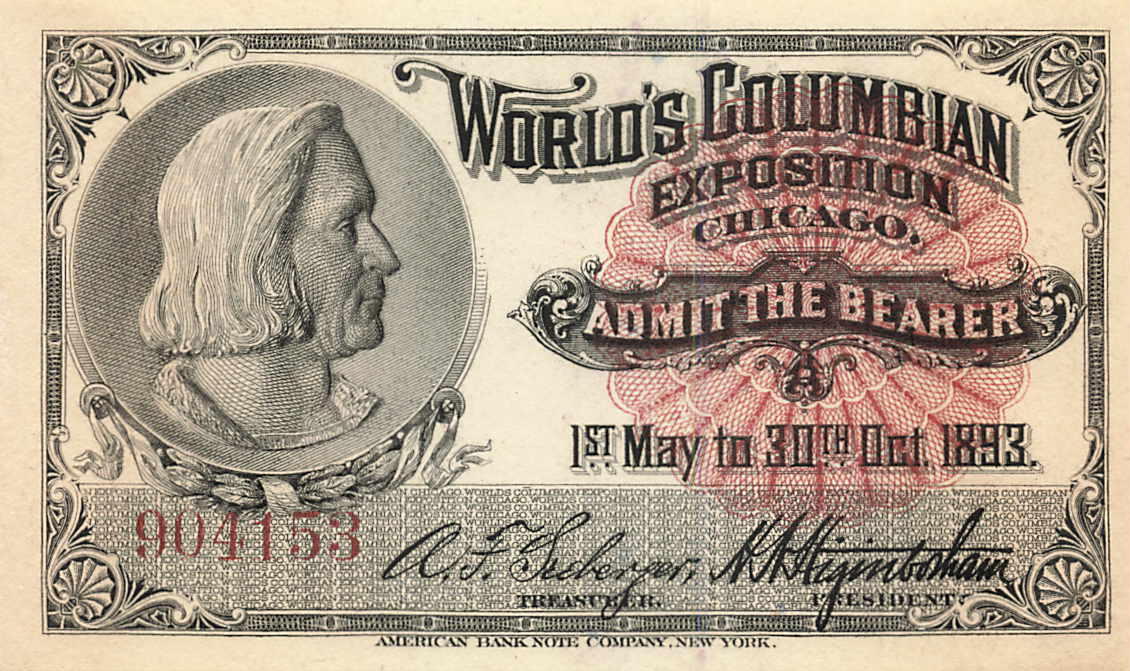 WORLD'S COLUMBIAN
EXPOSITION
CHICAGO.
ADMIT THE BEARER
A
1ST May to 30TH Oct. 1893.
904153
A. F. Seeberger,
TREASURER.
H. N. Higinbotham
PRESIDENT.
AMERICAN BANK NOTE COMPANY, NEW YORK.